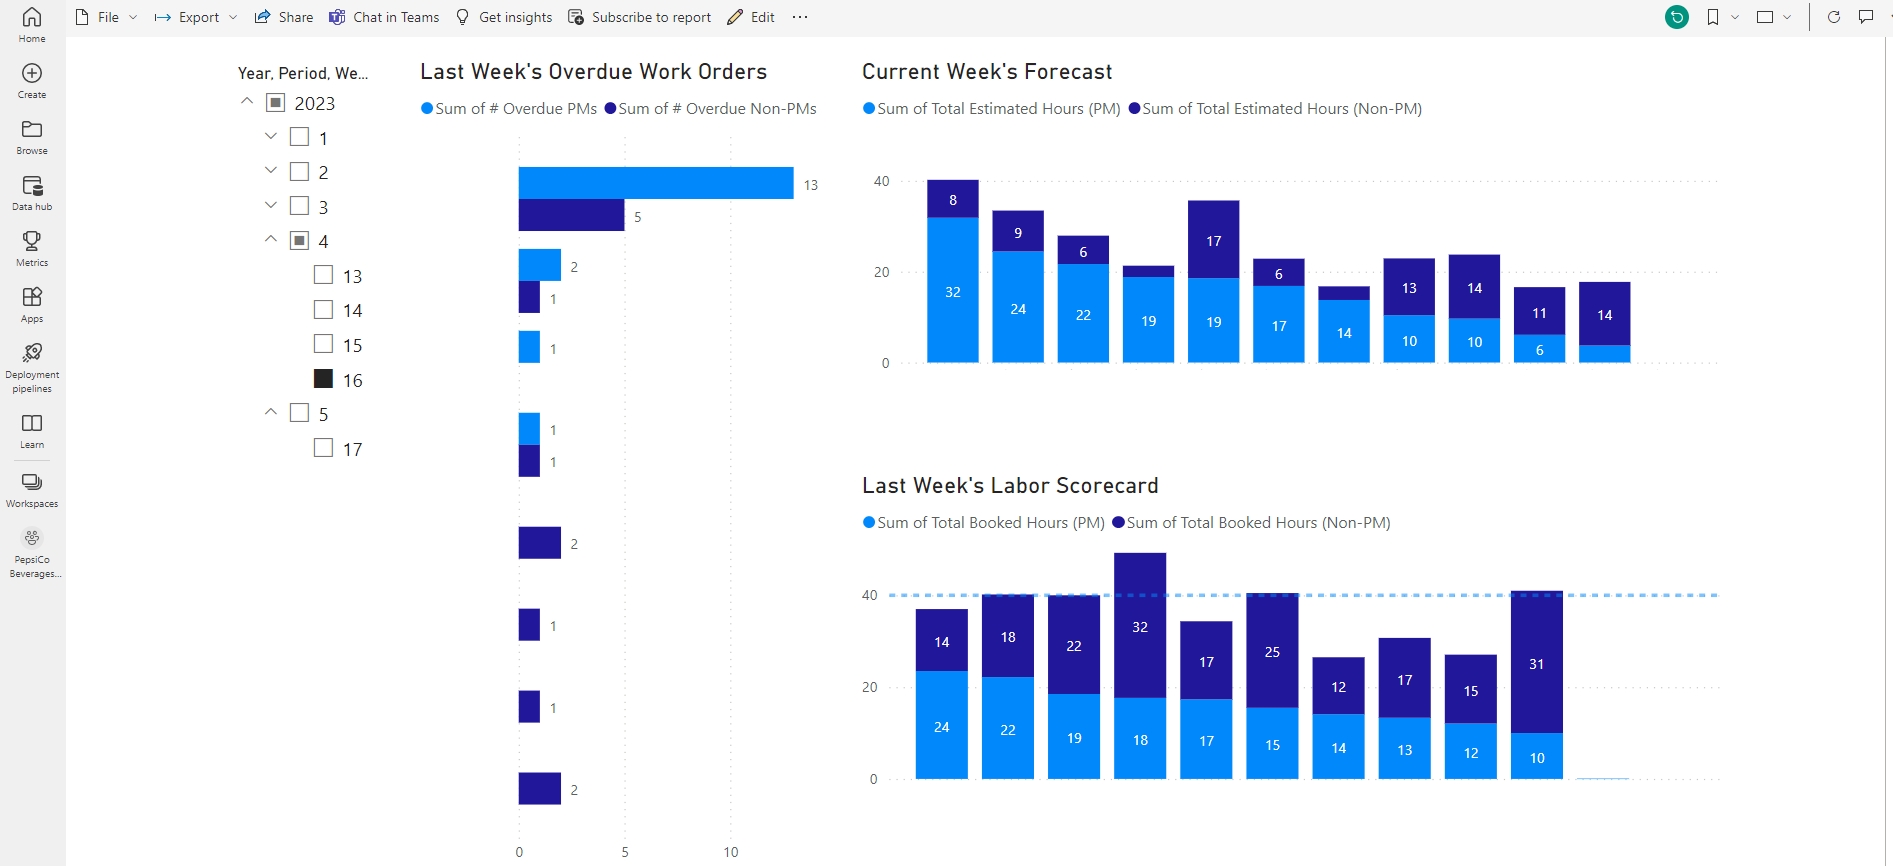 File Export Share Chat in Teams Get insights Subscribe to report Edit ...
Home
Create
Browse
Data hub
Metrics
Apps
Deployment
pipelines
Learn
Workspaces
PepsiCo
Beverages...
Year, Period, We...
2023
1
2
3
4
13
14
15
16
5
17
Last Week's Overdue Work Orders
Sum of # Overdue PMs Sum of # Overdue Non-PMs
13
5
2
1
1
1
1
2
1
1
2
0 5 10
Current Week's Forecast
Sum of Total Estimated Hours (PM) Sum of Total Estimated Hours (Non-PM)
40
20
0
8 9 6 17 6 13 14 11 14
32 24 22 19 19 17 14 10 10 6
Last Week's Labor Scorecard
Sum of Total Booked Hours (PM) Sum of Total Booked Hours (Non-PM)
40
20
0
14 18 22 32 17 25 12 17 15 31
24 22 19 18 17 15 14 13 12 10